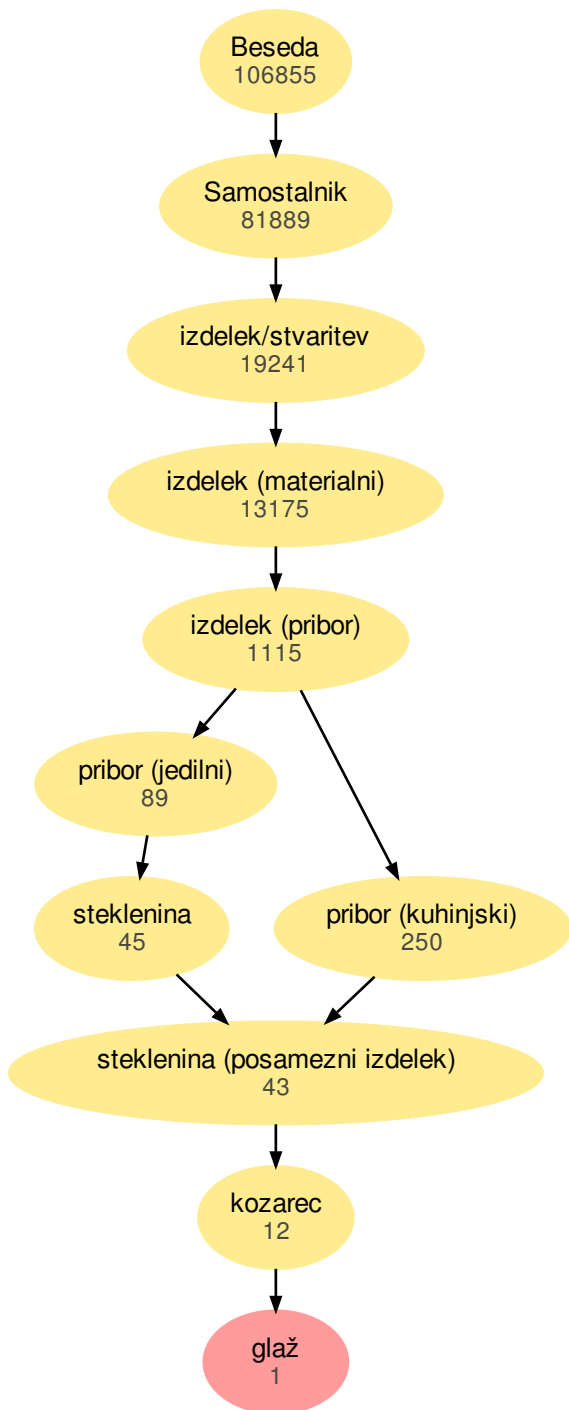 Beseda
106855
Samostalnik
81889
izdelek/stvaritev
19241
izdelek (materialni)
13175
izdelek (pribor)
1115
pribor (jedilni)
89
steklenina
45
pribor (kuhinjski)
250
steklenina (posamezni izdelek)
43
kozarec
12
glaž
1